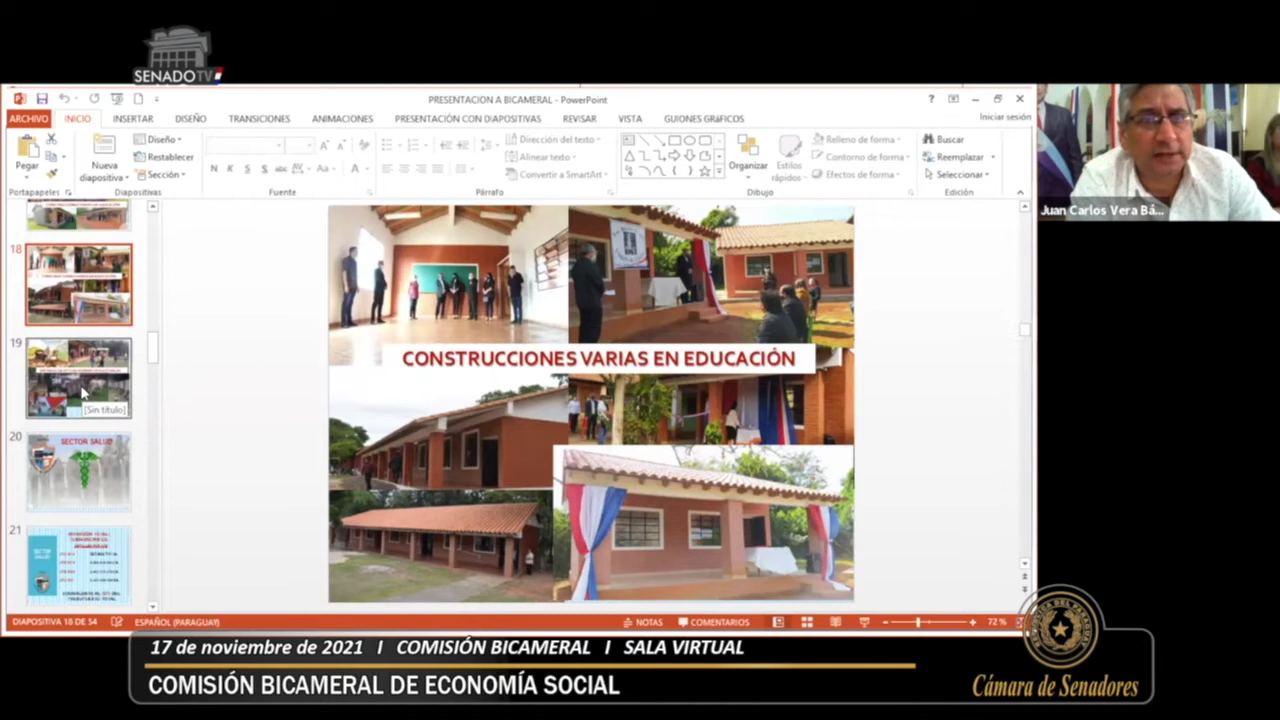 SENADOTV
PRESENTACION A BICAMERAL - PowerPoint
?
ARCHIVO INICIO INSERTAR DISEÑO TRANSICIONES ANIMACIONES PRESENTACIÓN CON DIAPOSITIVAS REVISAR VISTA GUIONES GRÁFICOS Iniciar sesión
Pegar
Portapapeles
Nueva diapositiva
Diseño
Restablecer
Sección
Diapositivas
N K S S abc AV Aa A
Fuente
Dirección del texto
Alinear texto
Convertir a SmartArt
Párrafo
Organizar
Estilos rápidos
Relleno de forma
Contorno de forma
Efectos de forma
Dibujo
Buscar
Reemplazar
Seleccionar
Edición
Juan Carlos Vera Bá...
18
19
[Sin título]
20
SECTOR SALUD
21
SECTOR SALUD
CONSTRUCCIONES VARIAS EN EDUCACIÓN
DIAPOSITIVA 18 DE 54 ESPAÑOL (PARAGUAY) NOTAS COMENTARIOS 72 %
17 de noviembre de 2021 I COMISIÓN BICAMERAL I SALA VIRTUAL
COMISIÓN BICAMERAL DE ECONOMÍA SOCIAL
Cámara de Senadores